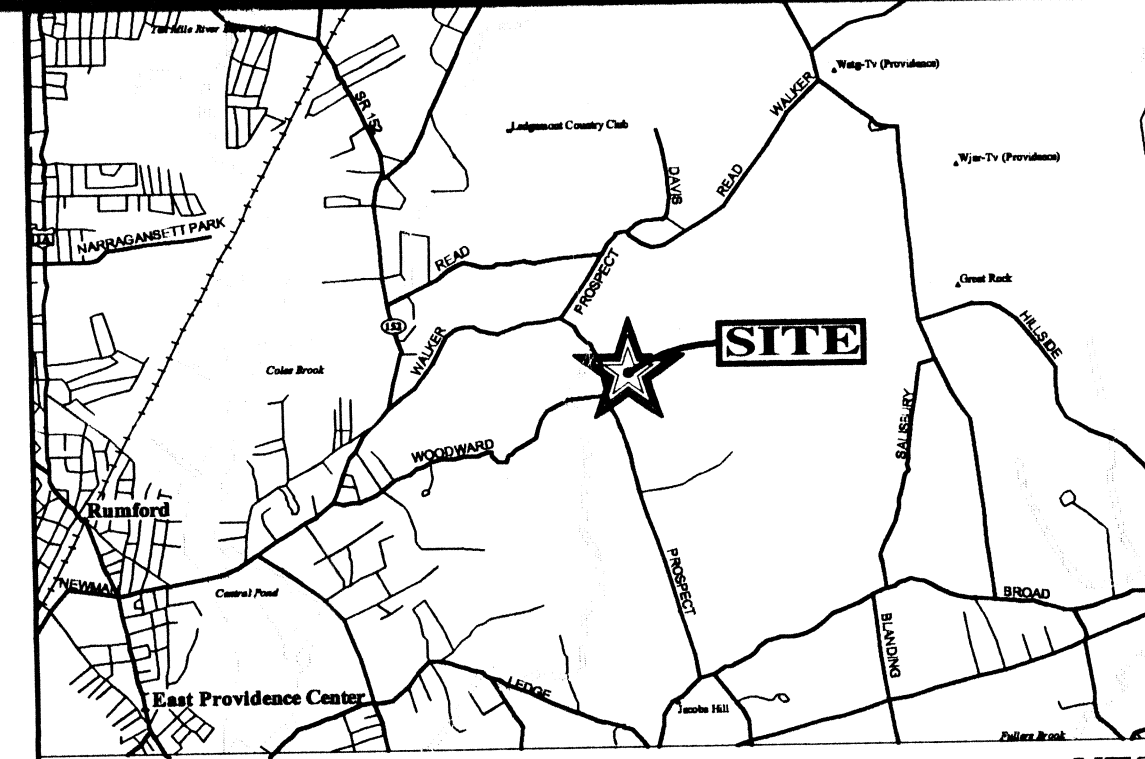 Ten Mile River Reservation
Watg-Tv (Providence)
WALKER
SR 152
Ledgemont Country Club
Wjar-Tv (Providence)
DAVIS
READ
1A
NARRAGANSETT PARK
READ
PROSPECT
Great Rock
HILLSIDE
152
WALKER
SITE
Coles Brook
SALISBURY
WOODWARD
Rumford
PROSPECT
NEWMAN
Central Pond
BROAD
BLANDING
LEDGE
East Providence Center
Jacobs Hill
Fullers Brook